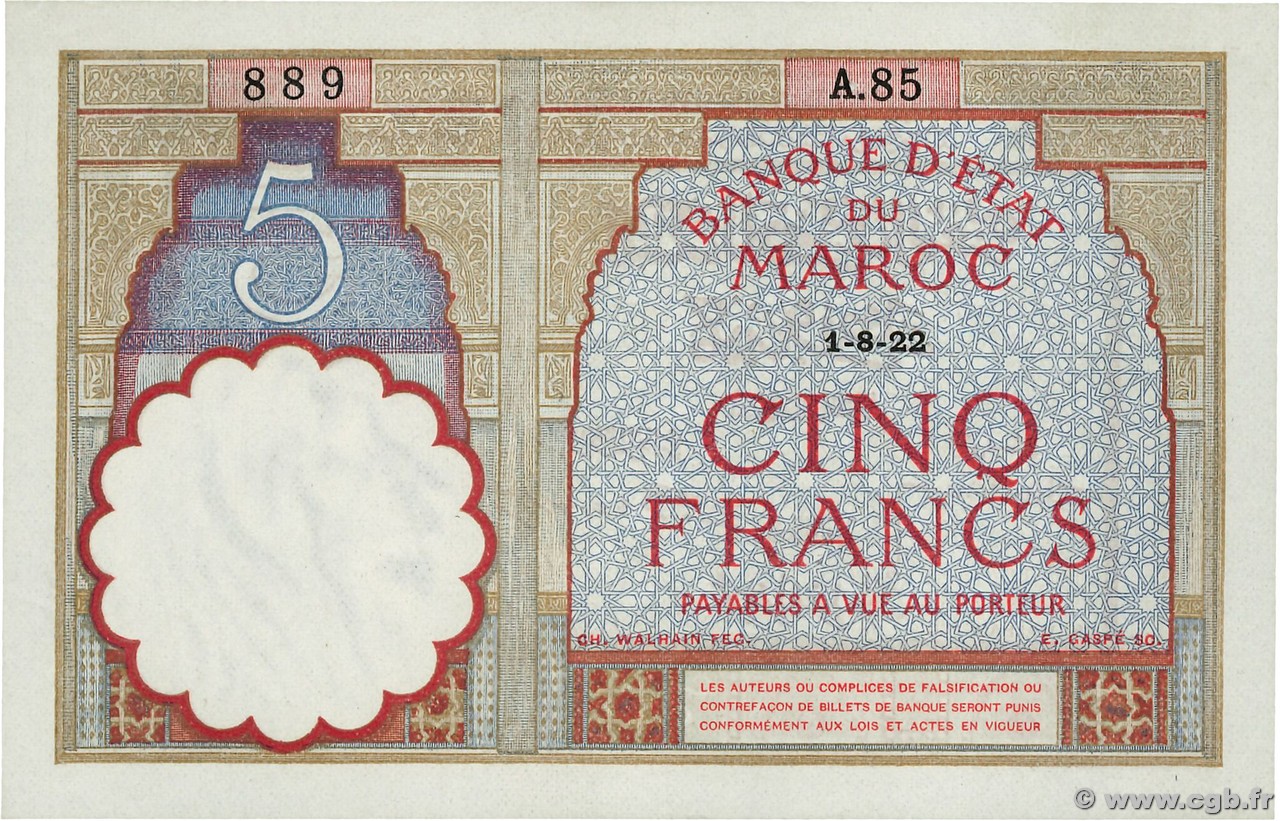 889
A.85
5
BANQUE D'ÉTAT
DU
MAROC
1-8-22
CINQ
FRANCS
PAYABLES A VUE AU PORTEUR
CH. WALHAIN FEC.
E. GASPÉ SC.
LES AUTEURS OU COMPLICES DE FALSIFICATION OU
CONTREFAÇON DE BILLETS DE BANQUE SERONT PUNIS
CONFORMÉMENT AUX LOIS ET ACTES EN VIGUEUR
© www.cgb.fr